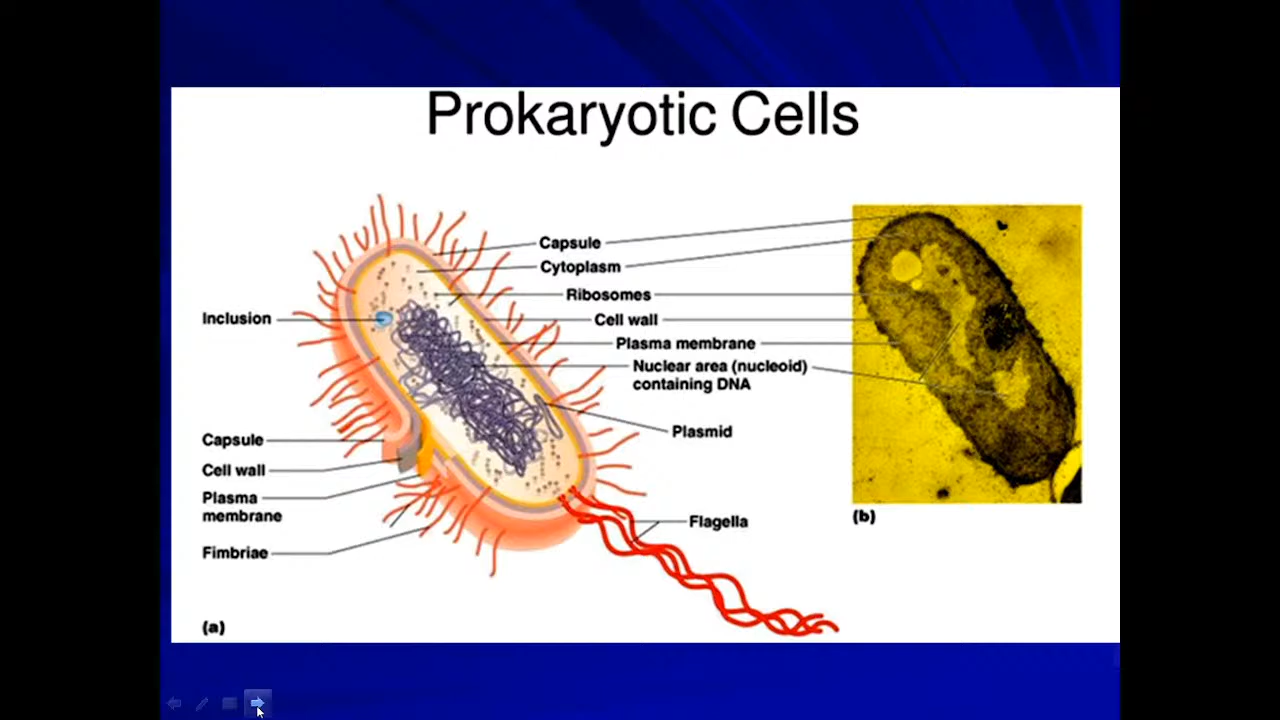 Prokaryotic Cells
Capsule
Cytoplasm
Ribosomes
Inclusion
Cell wall
Plasma membrane
Nuclear area (nucleoid)
containing DNA
Plasmid
Capsule
Cell wall
Plasma
membrane
Fimbriae
Flagella
(a)
(b)